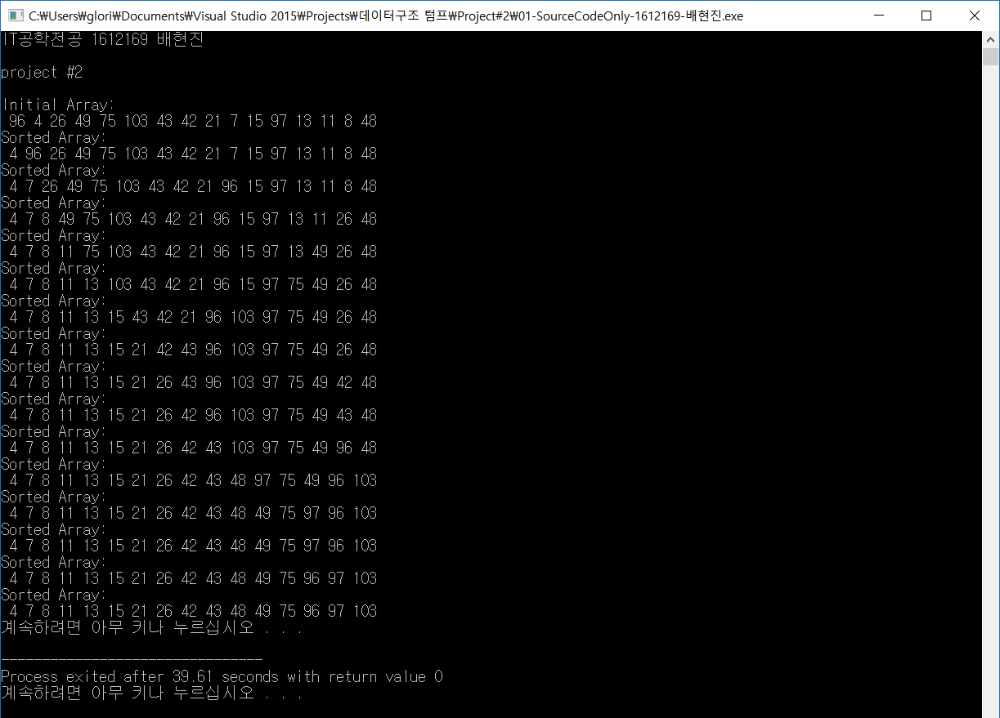 C:₩Users₩glori₩Documents₩Visual Studio 2015₩Projects₩데이터구조 텀프₩Project#2₩01-SourceCodeOnly-1612169-배현진.exe
IT공학전공 1612169 배현진
project #2
Initial Array:
96 4 26 49 75 103 43 42 21 7 15 97 13 11 8 48
Sorted Array:
4 96 26 49 75 103 43 42 21 7 15 97 13 11 8 48
Sorted Array:
4 7 26 49 75 103 43 42 21 96 15 97 13 11 8 48
Sorted Array:
4 7 8 49 75 103 43 42 21 96 15 97 13 11 26 48
Sorted Array:
4 7 8 11 75 103 43 42 21 96 15 97 13 49 26 48
Sorted Array:
4 7 8 11 13 103 43 42 21 96 15 97 75 49 26 48
Sorted Array:
4 7 8 11 13 15 43 42 21 96 103 97 75 49 26 48
Sorted Array:
4 7 8 11 13 15 21 42 43 96 103 97 75 49 26 48
Sorted Array:
4 7 8 11 13 15 21 26 43 96 103 97 75 49 42 48
Sorted Array:
4 7 8 11 13 15 21 26 42 96 103 97 75 49 43 48
Sorted Array:
4 7 8 11 13 15 21 26 42 43 103 97 75 49 96 48
Sorted Array:
4 7 8 11 13 15 21 26 42 43 48 97 75 49 96 103
Sorted Array:
4 7 8 11 13 15 21 26 42 43 48 49 75 97 96 103
Sorted Array:
4 7 8 11 13 15 21 26 42 43 48 49 75 97 96 103
Sorted Array:
4 7 8 11 13 15 21 26 42 43 48 49 75 96 97 103
Sorted Array:
4 7 8 11 13 15 21 26 42 43 48 49 75 96 97 103
계속하려면 아무 키나 누르십시오 . . .
--------------------------------
Process exited after 39.61 seconds with return value 0
계속하려면 아무 키나 누르십시오 . . .